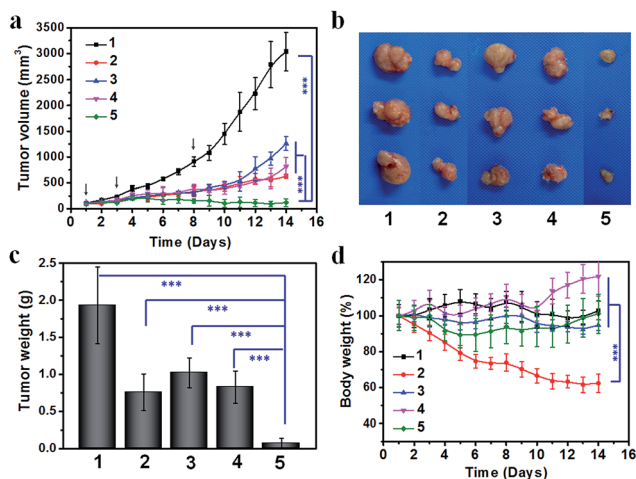 a
Tumor volume (mm³)
3500
3000
2500
2000
1500
1000
500
0
1
2
3
4
5
***
***
0 2 4 6 8 10 12 14 16
Time (Days)
b
1 2 3 4 5
c
Tumor weight (g)
2.5
2.0
1.5
1.0
0.5
0.0
***
***
***
***
1 2 3 4 5
d
Body weight (%)
120
100
80
60
40
1
2
3
4
5
***
0 2 4 6 8 10 12 14 16
Time (Days)